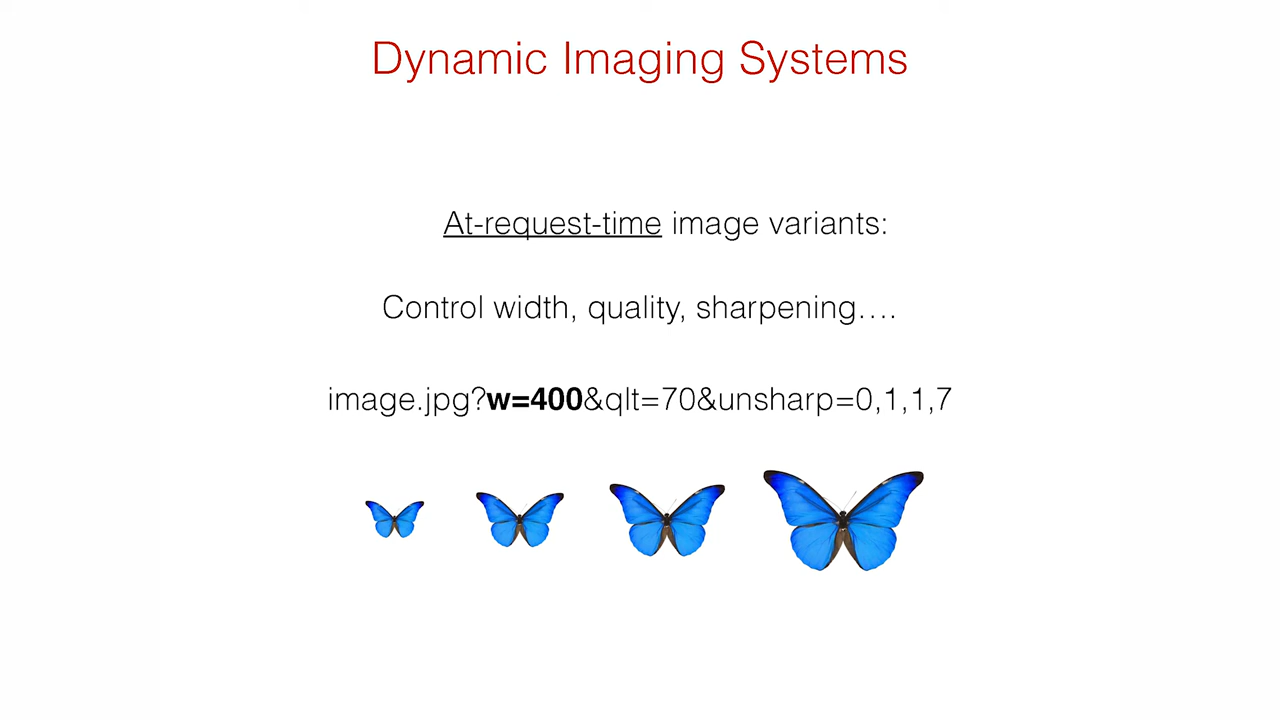 Dynamic Imaging Systems
At-request-time image variants:
Control width, quality, sharpening….
image.jpg?w=400&qlt=70&unsharp=0,1,1,7